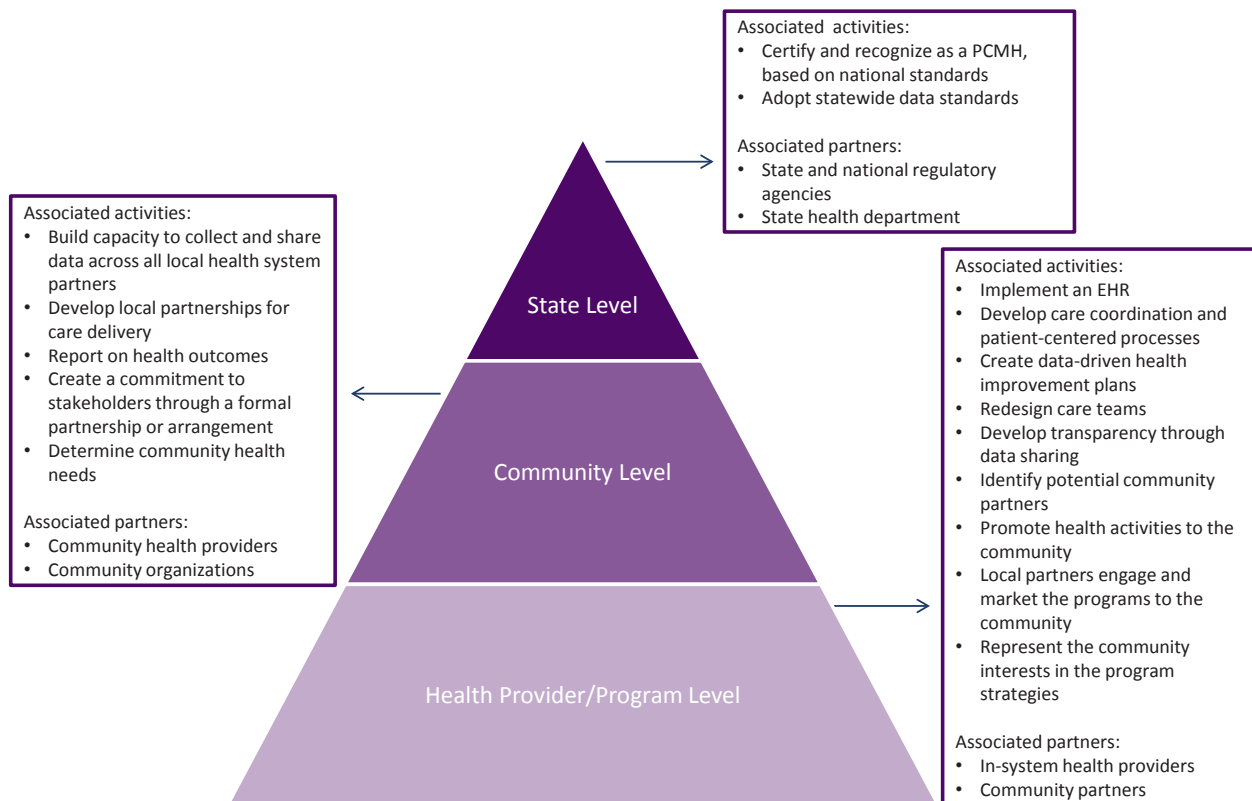 Associated activities:
• Certify and recognize as a PCMH,
based on national standards
• Adopt statewide data standards
Associated partners:
• State and national regulatory
agencies
• State health department
State Level
Associated activities:
• Build capacity to collect and share
data across all local health system
partners
• Develop local partnerships for
care delivery
• Report on health outcomes
• Create a commitment to
stakeholders through a formal
partnership or arrangement
• Determine community health
needs
Associated partners:
• Community health providers
• Community organizations
Community Level
Associated activities:
• Implement an EHR
• Develop care coordination and
patient-centered processes
• Create data-driven health
improvement plans
• Redesign care teams
• Develop transparency through
data sharing
• Identify potential community
partners
• Promote health activities to the
community
• Local partners engage and
market the programs to the
community
• Represent the community
interests in the program
strategies
Associated partners:
• In-system health providers
• Community partners
Health Provider/Program Level